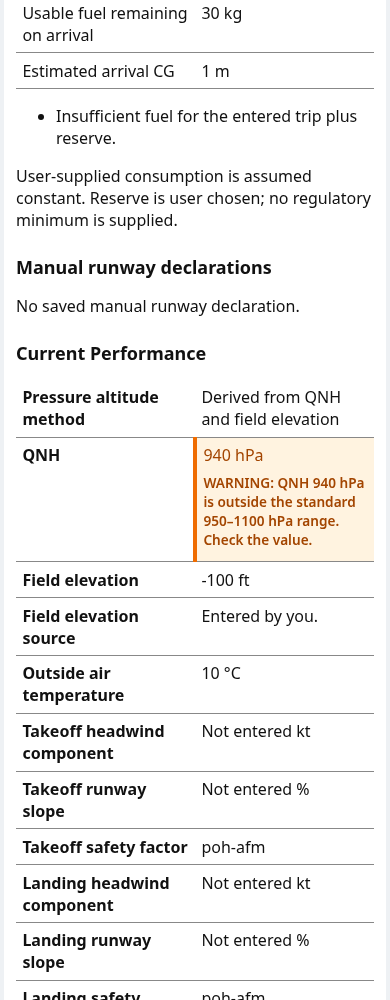 Usable fuel remaining on arrival 30 kg
Estimated arrival CG 1 m
• Insufficient fuel for the entered trip plus
reserve.
User-supplied consumption is assumed
constant. Reserve is user chosen; no regulatory
minimum is supplied.
Manual runway declarations
No saved manual runway declaration.
Current Performance
Pressure altitude
method
Derived from QNH
and field elevation
QNH
940 hPa
WARNING: QNH 940 hPa
is outside the standard
950–1100 hPa range.
Check the value.
Field elevation -100 ft
Field elevation
source
Entered by you.
Outside air
temperature
10 °C
Takeoff headwind
component
Not entered kt
Takeoff runway
slope
Not entered %
Takeoff safety factor poh-afm
Landing headwind
component
Not entered kt
Landing runway
slope
Not entered %
Landing safety poh-afm